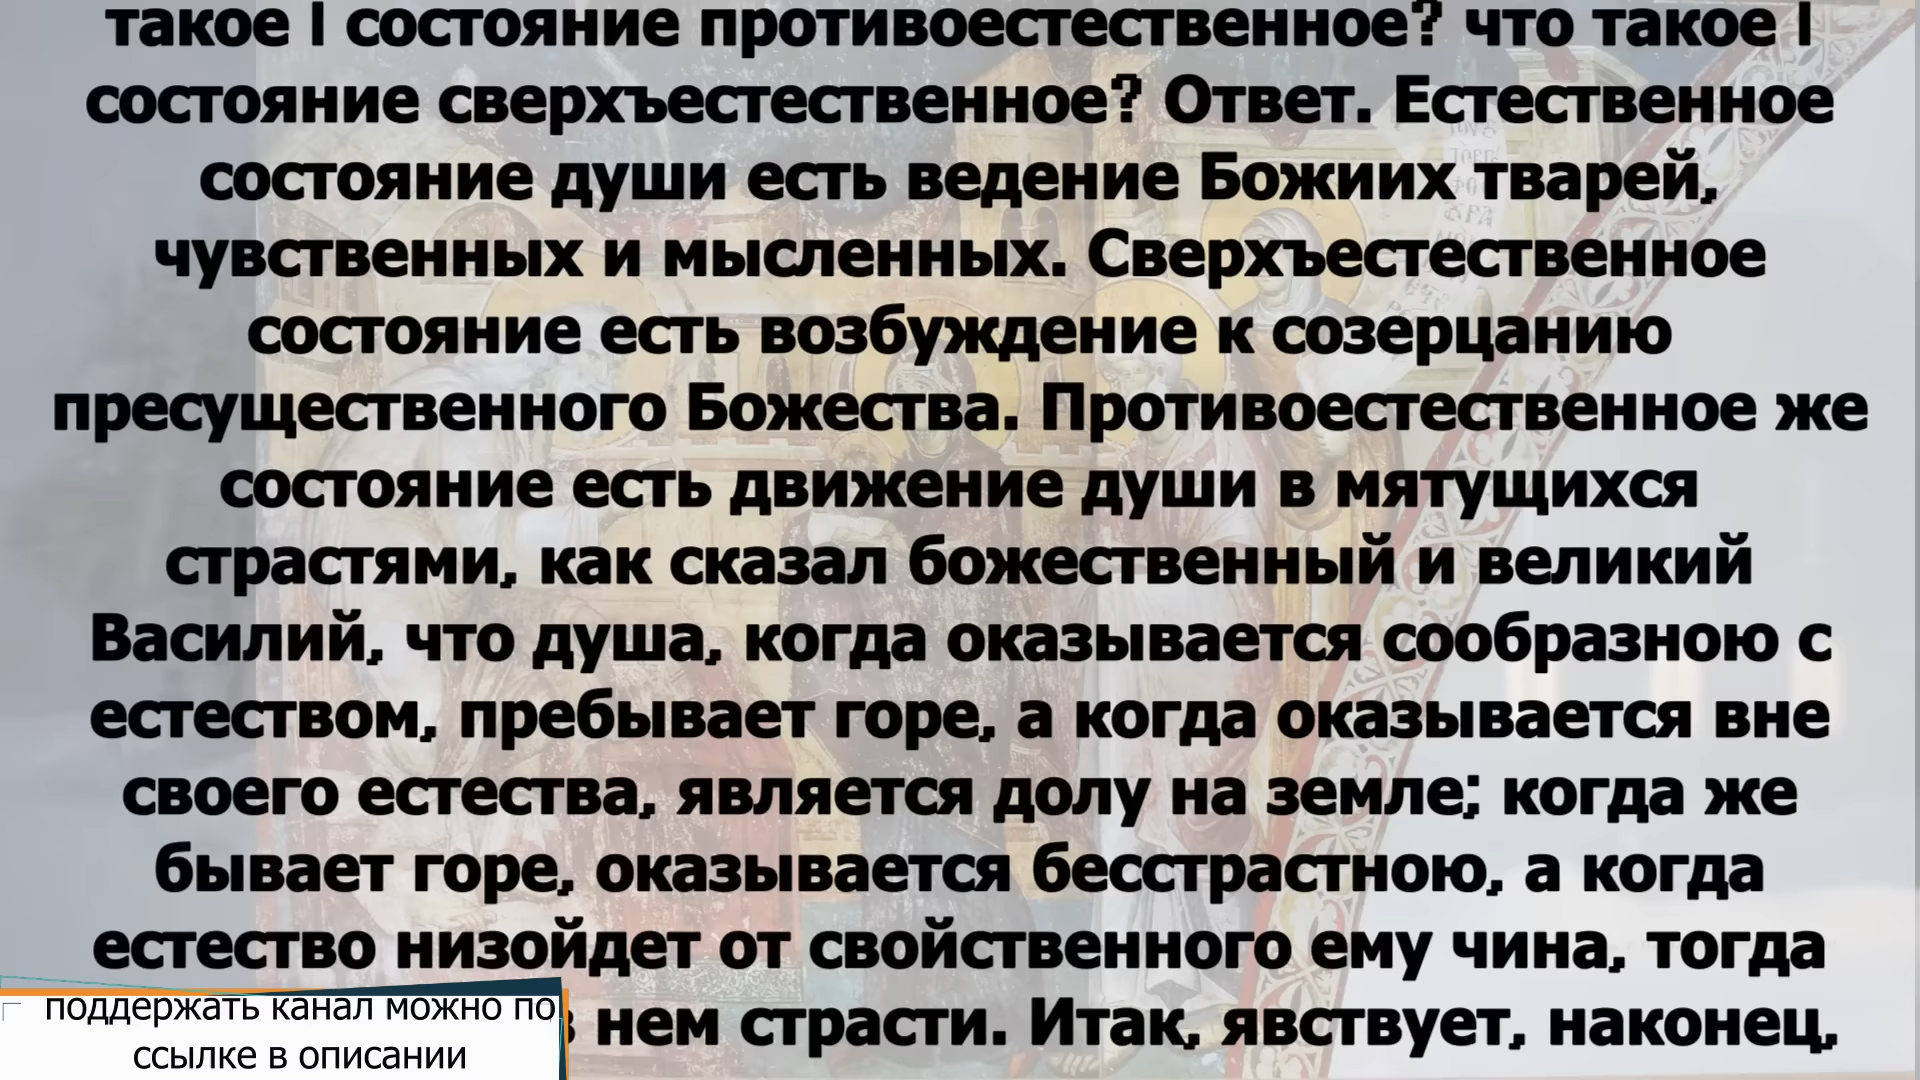 такое | состояние противоестественное? что такое |
состояние сверхъестественное? Ответ. Естественное
состояние души есть ведение Божиих тварей,
чувственных и мысленных. Сверхъестественное
состояние есть возбуждение к созерцанию
пресущественного Божества. Противоестественное же
состояние есть движение души в мятущихся
страстями, как сказал божественный и великий
Василий, что душа, когда оказывается сообразною с
естеством, пребывает горе, а когда оказывается вне
своего естества, является долу на земле; когда же
бывает горе, оказывается бесстрастною, а когда
естество низойдет от свойственного ему чина, тогда
нем страсти. Итак, явствует, наконец,
поддержать канал можно по
ссылке в описании